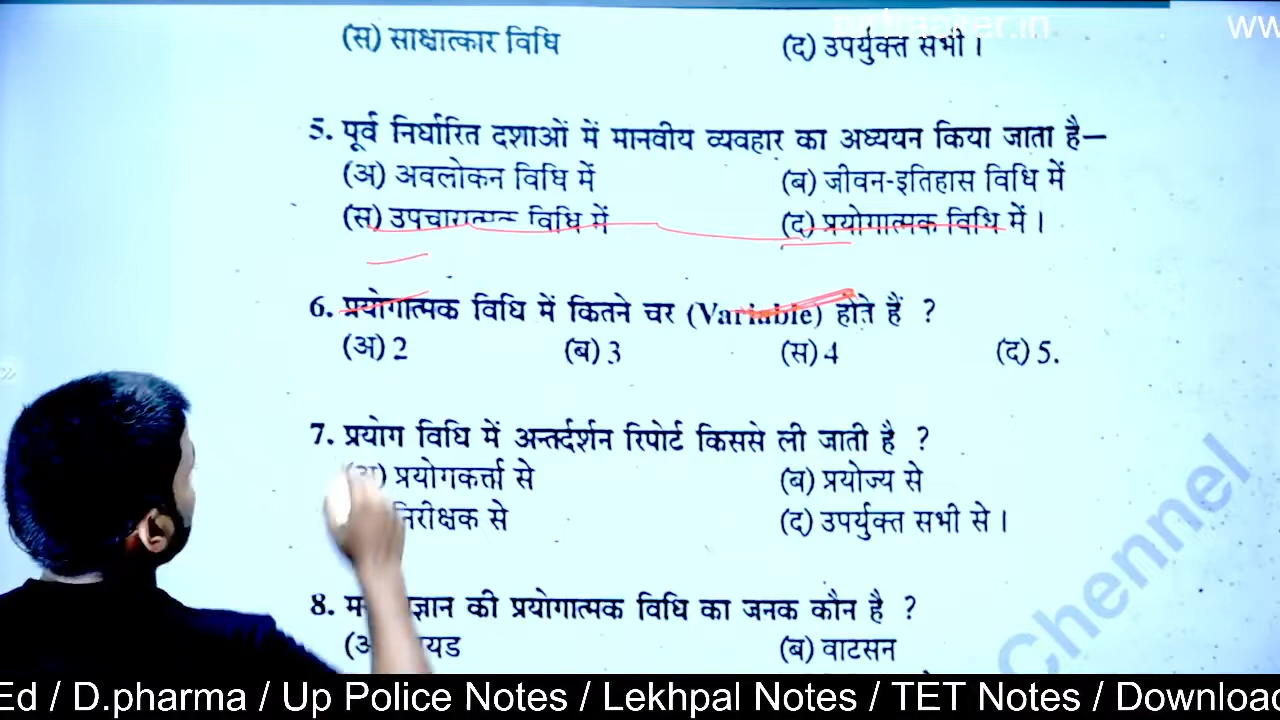 (स) साक्षात्कार विधि (द) उपर्युक्त सभी ।
5. पूर्व निर्धारित दशाओं में मानवीय व्यवहार का अध्ययन किया जाता है—
(अ) अवलोकन विधि में (ब) जीवन-इतिहास विधि में
(स) उपचारात्मक विधि में (द) प्रयोगात्मक विधि में ।
6. प्रयोगात्मक विधि में कितने चर (Variable) होते हैं ?
(अ) 2 (ब) 3 (स) 4 (द) 5.
7. प्रयोग विधि में अन्तर्दर्शन रिपोर्ट किससे ली जाती है ?
(अ) प्रयोगकर्त्ता से (ब) प्रयोज्य से
निरीक्षक से (द) उपर्युक्त सभी से ।
8. की प्रयोगात्मक विधि का जनक कौन है ?
(ब) वाटसन
Chennel
Ed / D.pharma / Up Police Notes / Lekhpal Notes / TET Notes / Download